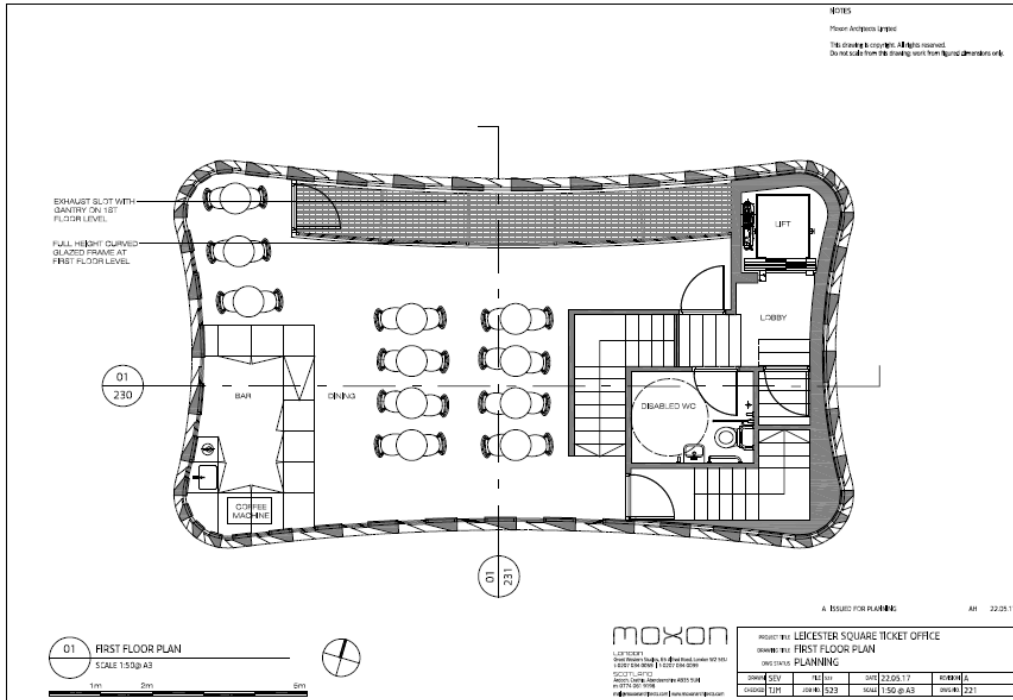 NOTES
Moxon Architects Limited
This drawing is copyright. All rights reserved.
Do not scale from this drawing; work from figured dimensions only.
EXHAUST SLOT WITH
GANTRY ON 1ST
FLOOR LEVEL
FULL HEIGHT CURVED
GLAZED FRAME AT
FIRST FLOOR LEVEL
LIFT
LOBBY
01
230
BAR
DINING
DISABLED WC
COFFEE
MACHINE
01
231
A ISSUED FOR PLANNING AH
01 FIRST FLOOR PLAN
SCALE 1:50@ A3
1m 2m 5m
MOXON
LONDON
SCOTLAND
PROJECT TITLE LEICESTER SQUARE TICKET OFFICE
DRAWING TITLE FIRST FLOOR PLAN
DWG STATUS PLANNING
DRAWN SEV FILE DATE 22.05.17 REVISION A
CHECKED TJM JOB NO. 523 SCALE 1:50 @ A3 DWG NO. 221